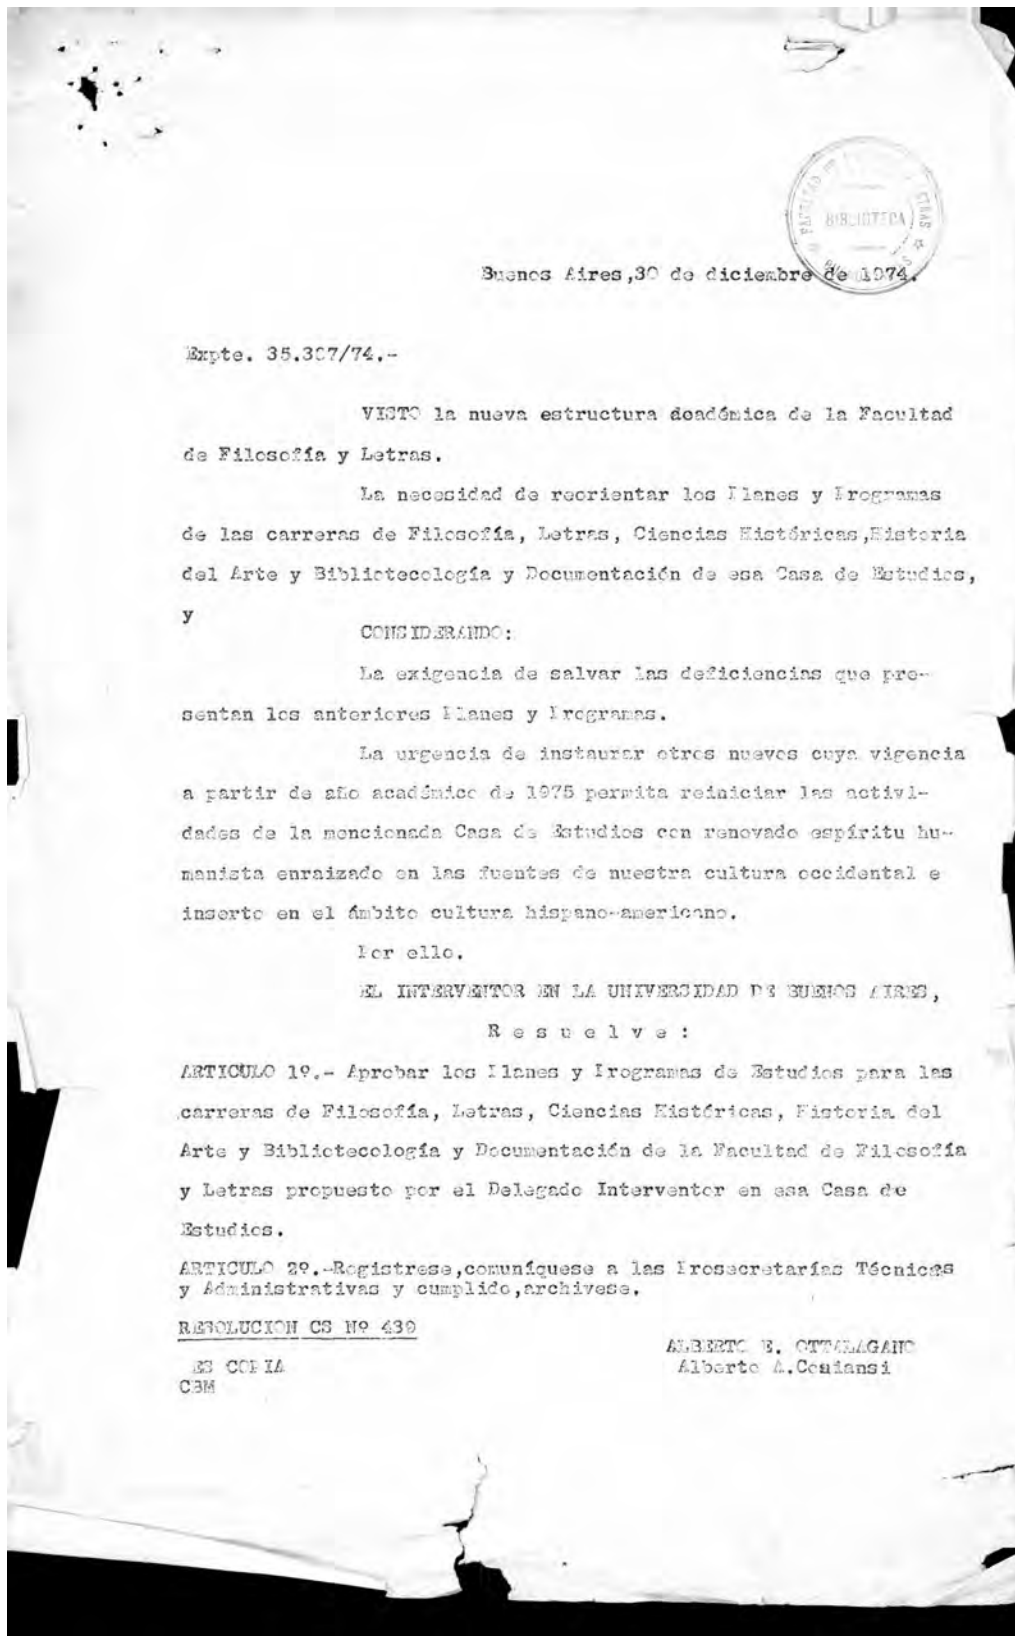 FACULTAD DE LETRAS
BIBLIOTECA
Buenos Aires,30 de diciembre de 1974.
Expte. 35.307/74.-
VISTO la nueva estructura académica de la Facultad
de Filosofía y Letras.
La necesidad de reorientar los Planes y Programas
de las carreras de Filosofía, Letras, Ciencias Históricas,Historia
del Arte y Bibliotecología y Documentación de esa Casa de Estudios,
y
CONSIDERANDO:
La exigencia de salvar las deficiencias que pre-
sentan los anteriores Planes y Programas.
La urgencia de instaurar otros nuevos cuya vigencia
a partir de año académico de 1975 permita reiniciar las activi-
dades de la mencionada Casa de Estudios con renovado espíritu hu-
manista enraizado en las fuentes de nuestra cultura occidental e
inserto en el ámbito cultura hispano-americano.
Por ello.
EL INTERVENTOR EN LA UNIVERSIDAD DE BUENOS AIRES,
R e s u e l v e :
ARTICULO 1º.- Aprobar los Planes y Programas de Estudios para las
carreras de Filosofía, Letras, Ciencias Históricas, Historia del
Arte y Bibliotecología y Documentación de la Facultad de Filosofía
y Letras propuesto por el Delegado Interventor en esa Casa de
Estudios.
ARTICULO 2º.-Registrese,comuníquese a las Prosecretarías Técnicas
y Administrativas y cumplido,archivese.
RESOLUCION CS Nº 439
ALBERTO E. OTTALAGANO
ES COPIA
Alberto A.
CBM